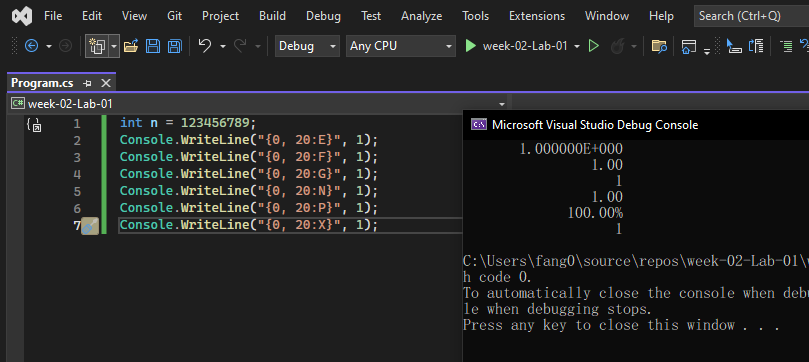 File Edit View Git Project Build Debug Test Analyze Tools Extensions Window Help Search (Ctrl+Q)
Debug Any CPU week-02-Lab-01
Program.cs
C# week-02-Lab-01
1 int n = 123456789;
2 Console.WriteLine("{0, 20:E}", 1);
3 Console.WriteLine("{0, 20:F}", 1);
4 Console.WriteLine("{0, 20:G}", 1);
5 Console.WriteLine("{0, 20:N}", 1);
6 Console.WriteLine("{0, 20:P}", 1);
7 Console.WriteLine("{0, 20:X}", 1);
C:\ Microsoft Visual Studio Debug Console
1.000000E+000
1.00
1
1.00
100.00%
1
C:\Users\fang0\source\repos\week-02-Lab-01\
h code 0.
To automatically close the console when debu
le when debugging stops.
Press any key to close this window . . .